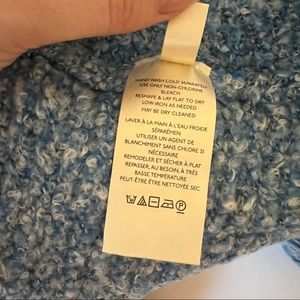 HAND WASH COLD SEPARATELY
USE ONLY NON-CHLORINE
BLEACH
RESHAPE & LAY FLAT TO DRY
LOW IRON AS NEEDED
MAY BE DRY CLEANED
LAVER À LA MAIN À L'EAU FROIDE
SÉPARÉMEN
UTILISER UN AGENT DE
BLANCHIMENT SANS CHLORE SI
NÉCESSAIRE
REMODELER ET SÉCHER À PLAT
REPASSER, AU BESOIN, À TRÈS
BASSE TEMPÉRATURE
PEUT-ÊTRE ÊTRE NETTOYÉE SEC